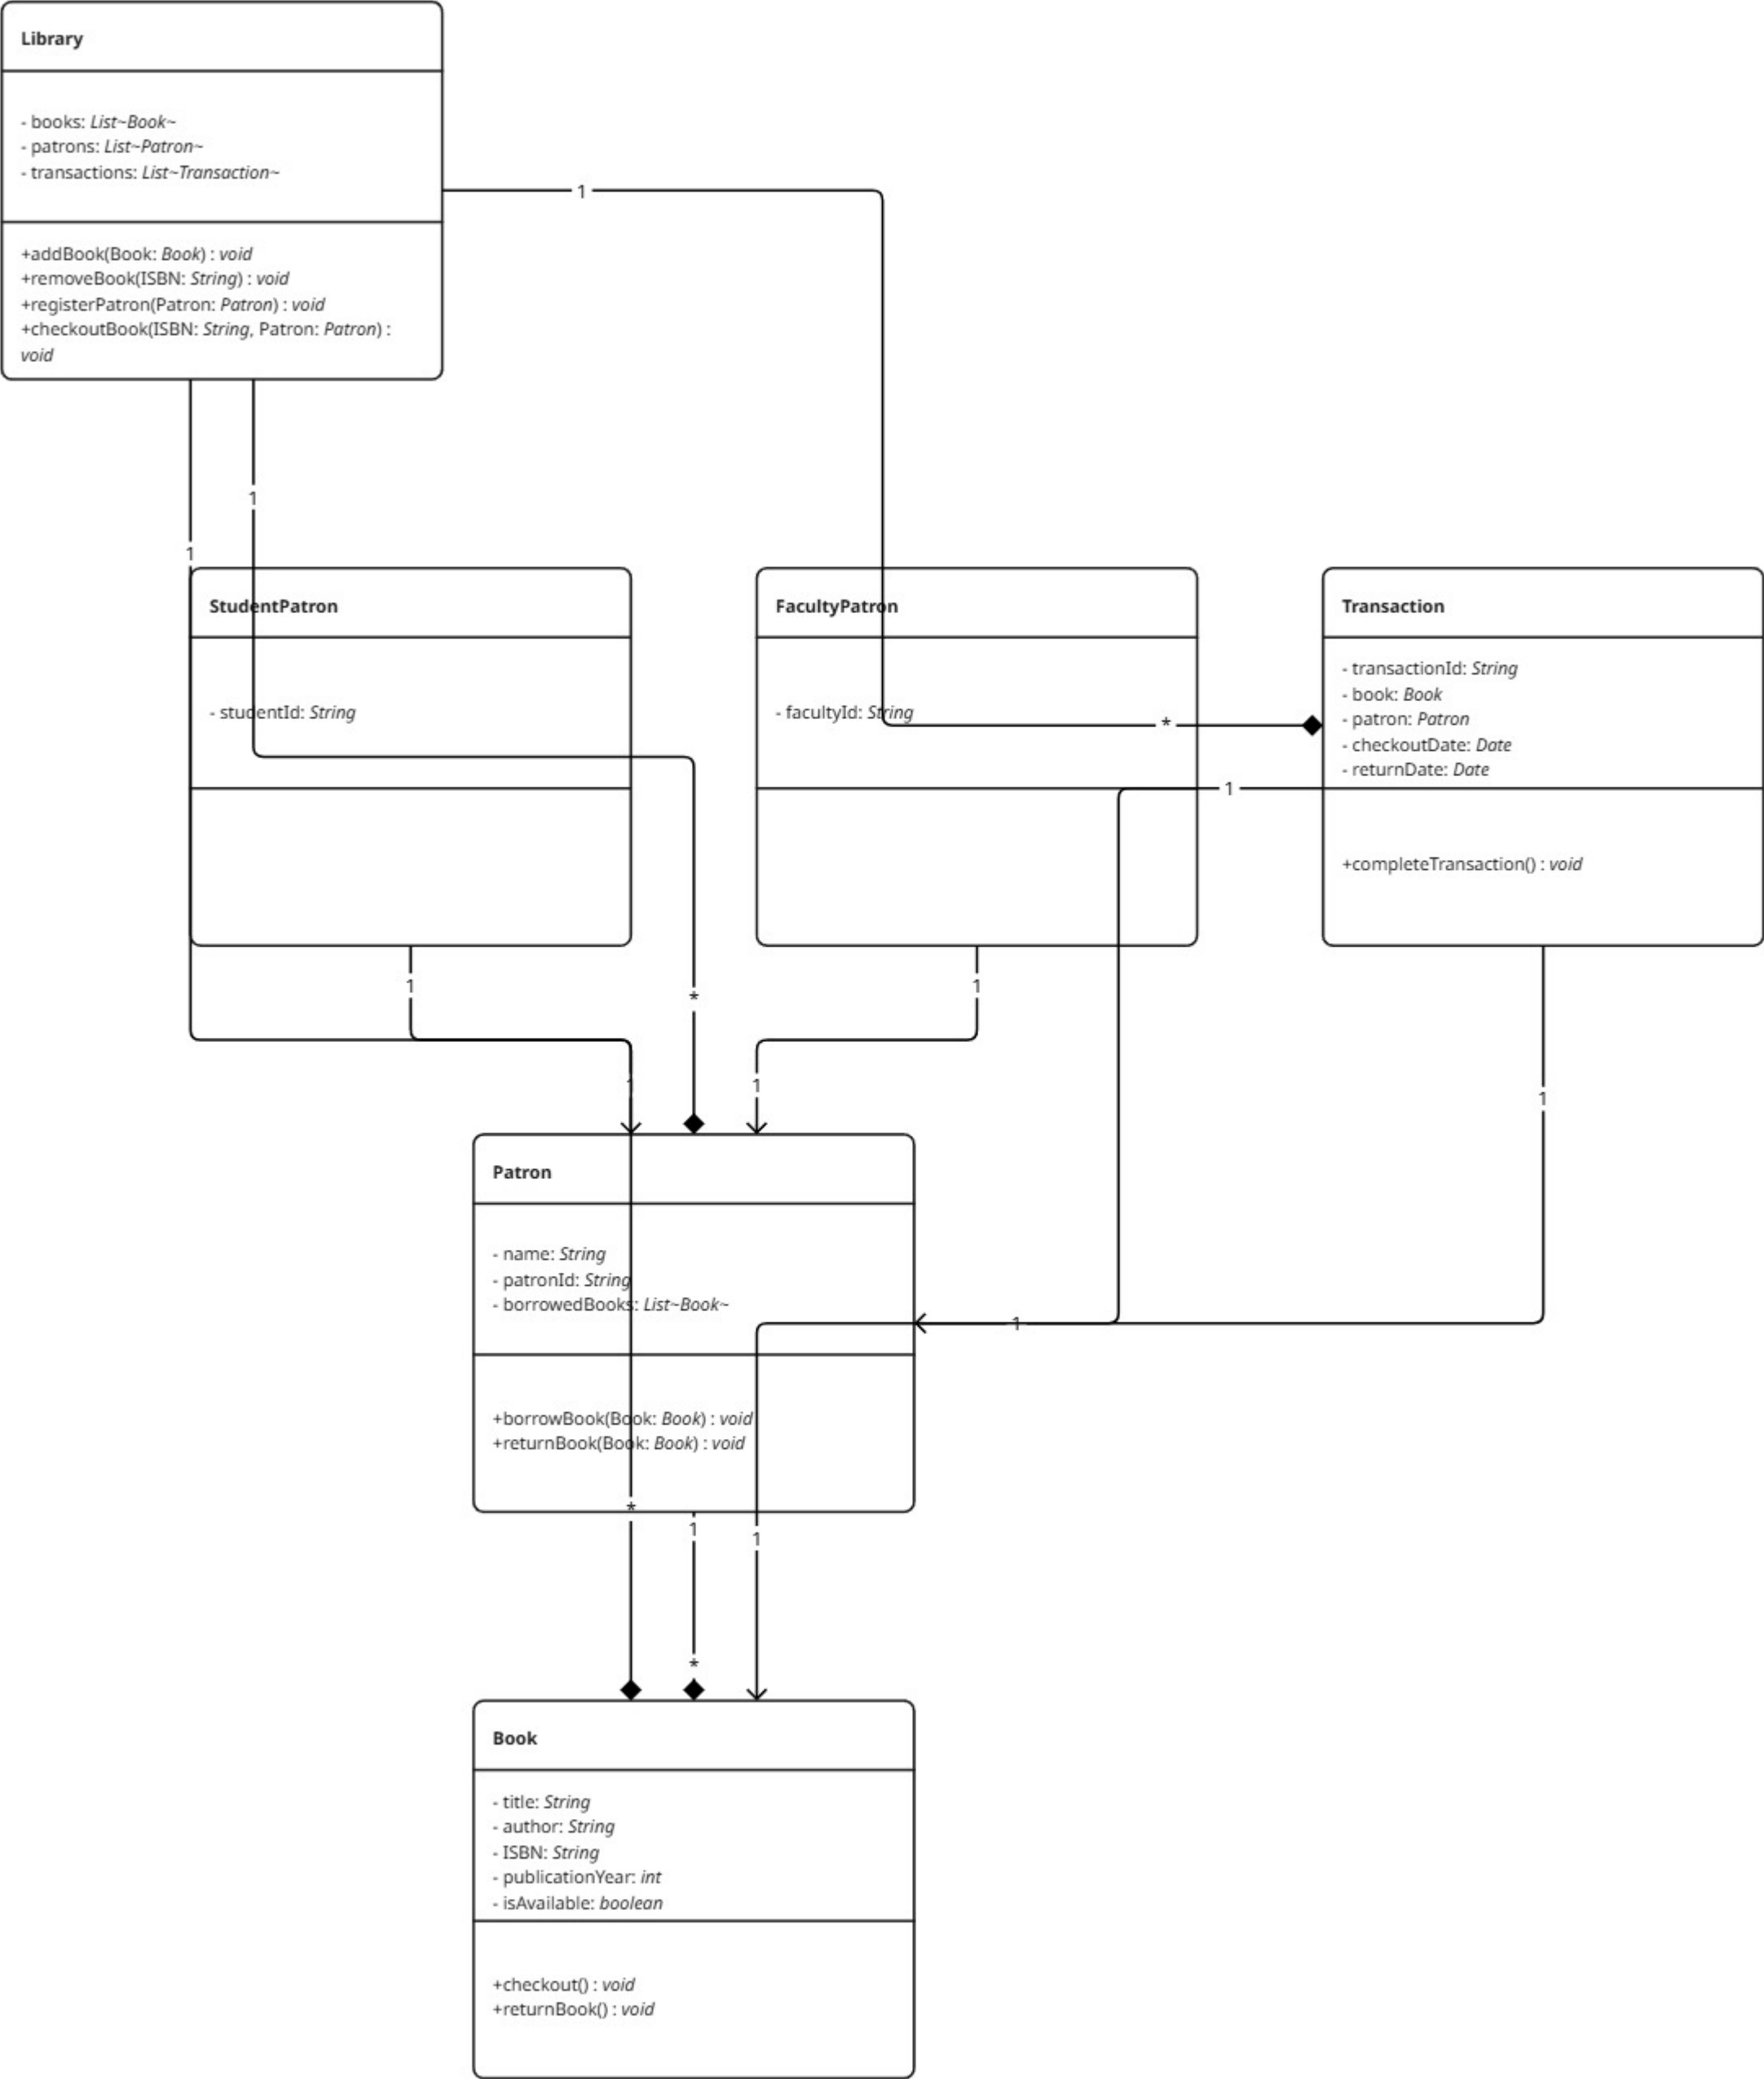 Library
- books: List~Book~
- patrons: List~Patron~
- transactions: List~Transaction~
+addBook(Book: Book) : void
+removeBook(ISBN: String) : void
+registerPatron(Patron: Patron) : void
+checkoutBook(ISBN: String, Patron: Patron) :
void
1
1
1
StudentPatron
- studentId: String
FacultyPatron
- facultyId: String
*
Transaction
- transactionId: String
- book: Book
- patron: Patron
- checkoutDate: Date
- returnDate: Date
1
+completeTransaction() : void
1
*
1
1
1
1
Patron
- name: String
- patronId: String
- borrowedBooks: List~Book~
1
+borrowBook(Book: Book) : void
+returnBook(Book: Book) : void
*
1
1
*
Book
- title: String
- author: String
- ISBN: String
- publicationYear: int
- isAvailable: boolean
+checkout() : void
+returnBook() : void